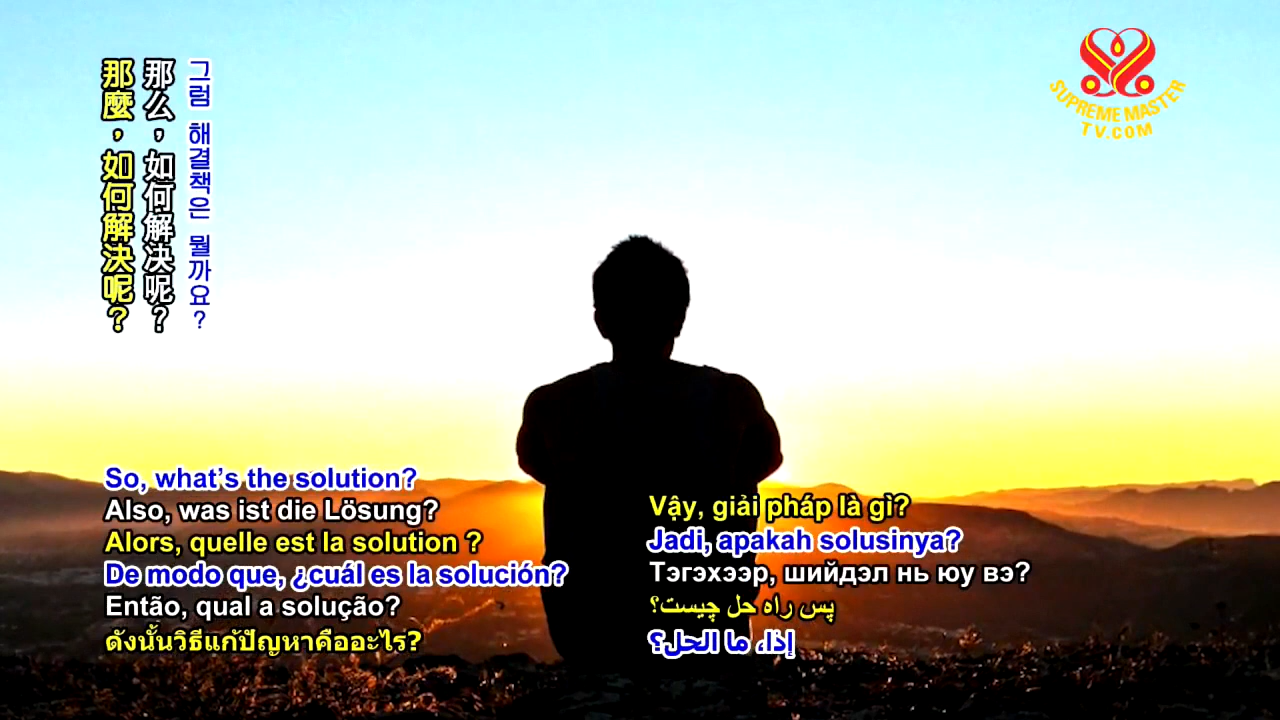 那麼，如何解決呢？
那么，如何解决呢？
그럼 해결책은 뭘까요?
SUPREME MASTER
TV.COM
So, what's the solution?
Also, was ist die Lösung?
Alors, quelle est la solution ?
De modo que, ¿cuál es la solución?
Então, qual a solução?
ดังนั้นวิธีแก้ปัญหาคืออะไร?
Vậy, giải pháp là gì?
Jadi, apakah solusinya?
Тэгэхээр, шийдэл нь юу вэ?
پس راه حل چیست؟
إذا، ما الحل؟